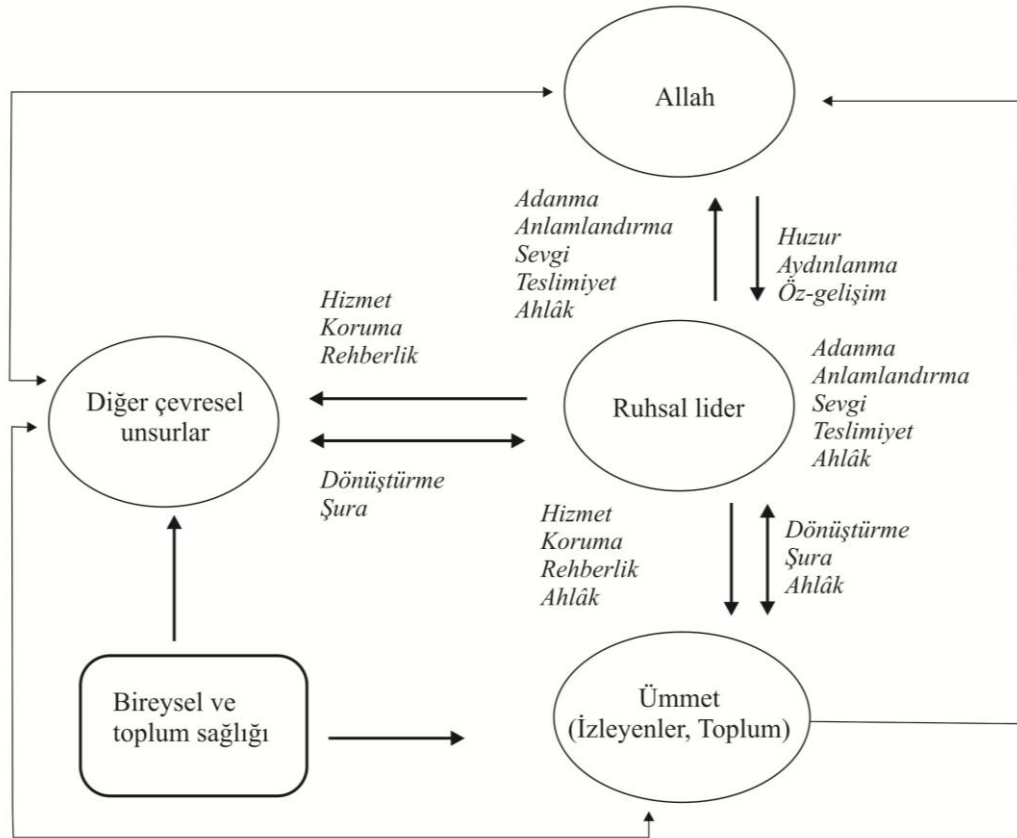 Allah
Adanma
Anlamlandırma
Sevgi
Teslimiyet
Ahlâk
Huzur
Aydınlanma
Öz-gelişim
Hizmet
Koruma
Rehberlik
Diğer çevresel
unsurlar
Ruhsal lider
Adanma
Anlamlandırma
Sevgi
Teslimiyet
Ahlâk
Dönüştürme
Şura
Hizmet
Koruma
Rehberlik
Ahlâk
Dönüştürme
Şura
Ahlâk
Bireysel ve
toplum sağlığı
Ümmet
(İzleyenler, Toplum)